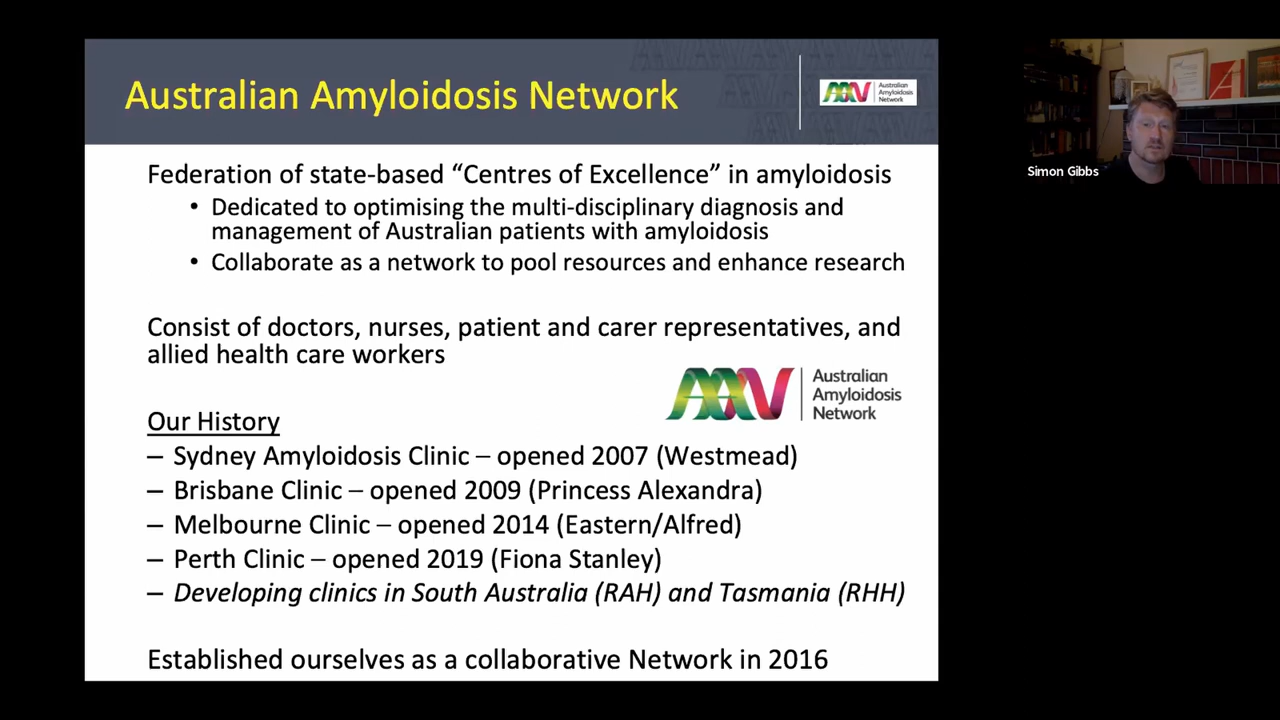 Australian Amyloidosis Network
AAN
Australian
Amyloidosis
Network
Simon Gibbs
Federation of state-based “Centres of Excellence” in amyloidosis
• Dedicated to optimising the multi-disciplinary diagnosis and
management of Australian patients with amyloidosis
• Collaborate as a network to pool resources and enhance research
Consist of doctors, nurses, patient and carer representatives, and
allied health care workers
AAN
Australian
Amyloidosis
Network
Our History
– Sydney Amyloidosis Clinic – opened 2007 (Westmead)
– Brisbane Clinic – opened 2009 (Princess Alexandra)
– Melbourne Clinic – opened 2014 (Eastern/Alfred)
– Perth Clinic – opened 2019 (Fiona Stanley)
– Developing clinics in South Australia (RAH) and Tasmania (RHH)
Established ourselves as a collaborative Network in 2016